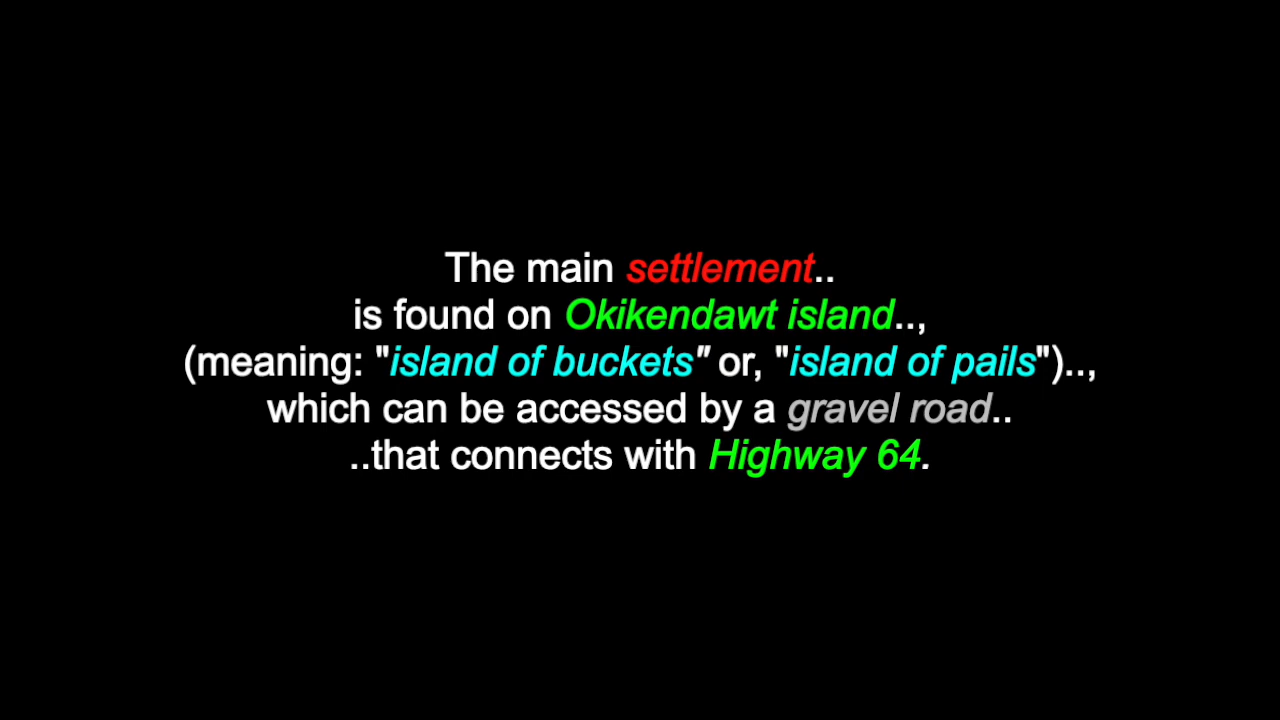 The main settlement..
is found on Okikendawt island..,
(meaning: "island of buckets" or, "island of pails")..,
which can be accessed by a gravel road..
..that connects with Highway 64.